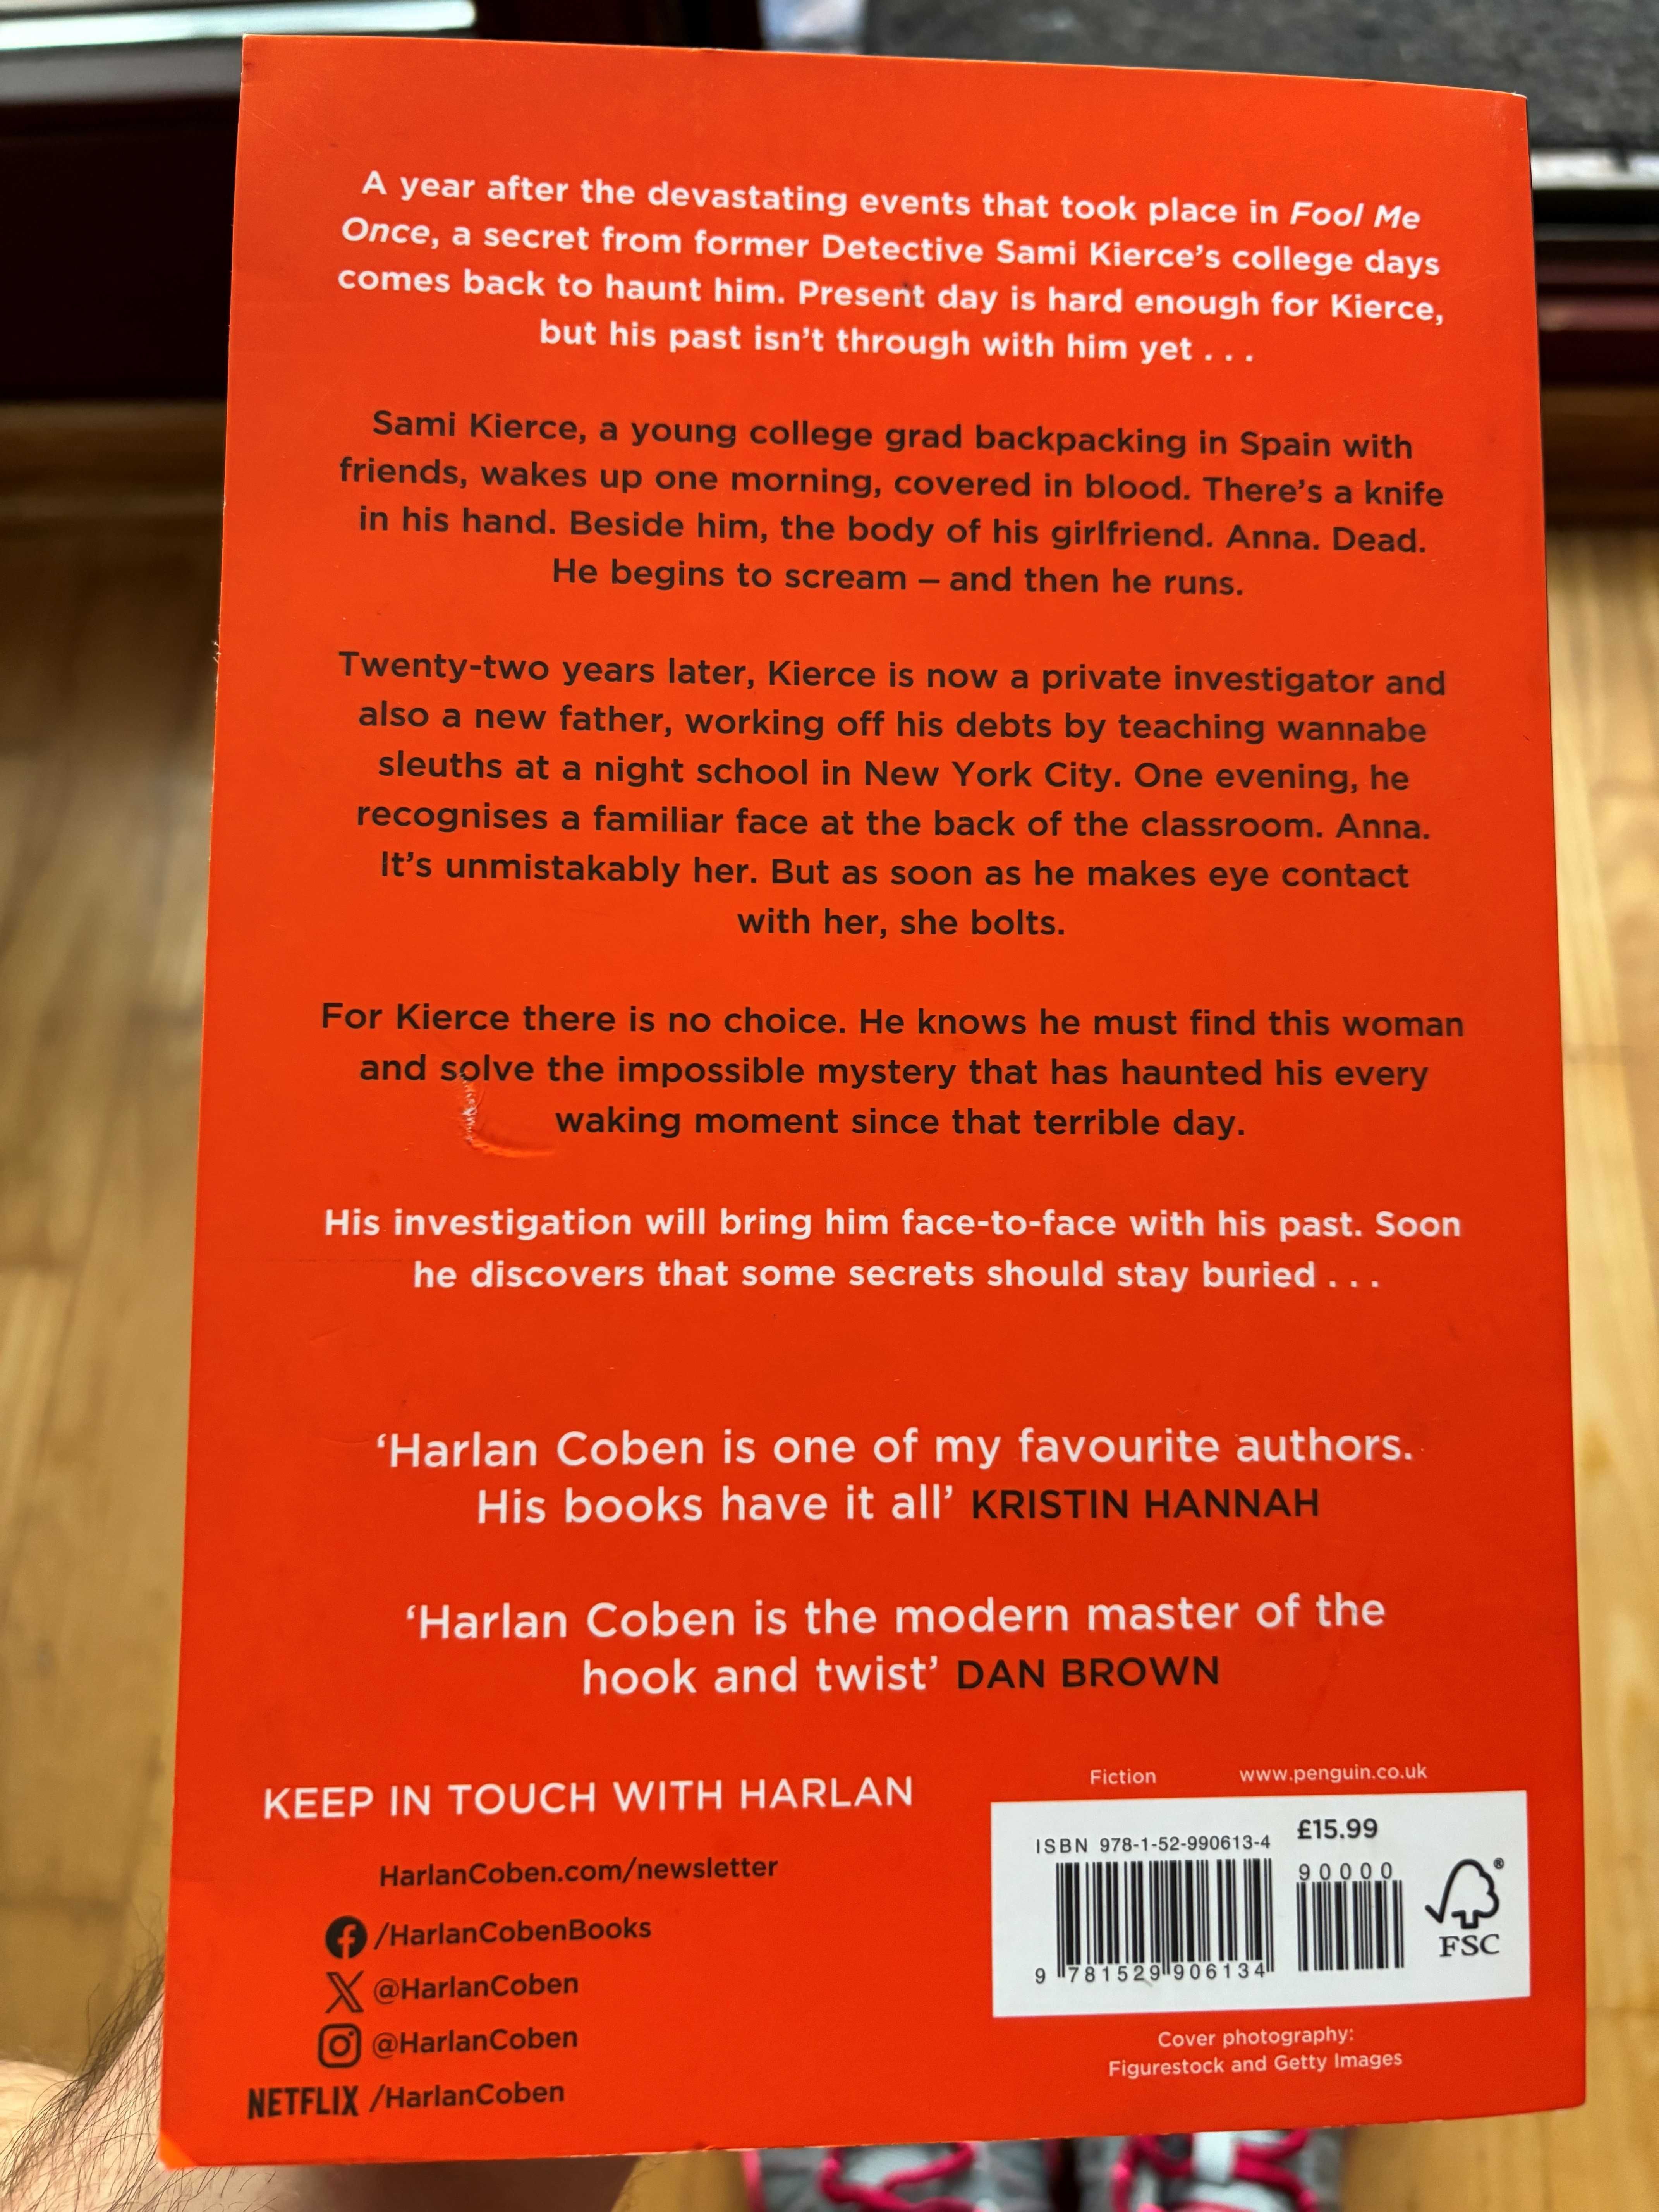 A year after the devastating events that took place in Fool Me
Once, a secret from former Detective Sami Kierce’s college days
comes back to haunt him. Present day is hard enough for Kierce,
but his past isn’t through with him yet . . .
Sami Kierce, a young college grad backpacking in Spain with
friends, wakes up one morning, covered in blood. There’s a knife
in his hand. Beside him, the body of his girlfriend. Anna. Dead.
He begins to scream – and then he runs.
Twenty-two years later, Kierce is now a private investigator and
also a new father, working off his debts by teaching wannabe
sleuths at a night school in New York City. One evening, he
recognises a familiar face at the back of the classroom. Anna.
It’s unmistakably her. But as soon as he makes eye contact
with her, she bolts.
For Kierce there is no choice. He knows he must find this woman
and solve the impossible mystery that has haunted his every
waking moment since that terrible day.
His investigation will bring him face-to-face with his past. Soon
he discovers that some secrets should stay buried . . .
‘Harlan Coben is one of my favourite authors.
His books have it all’ KRISTIN HANNAH
‘Harlan Coben is the modern master of the
hook and twist’ DAN BROWN
KEEP IN TOUCH WITH HARLAN
HarlanCoben.com/newsletter
/HarlanCobenBooks
@HarlanCoben
@HarlanCoben
NETFLIX /HarlanCoben
Fiction www.penguin.co.uk
ISBN 978-1-52-990613-4 £15.99
90000
9 781529 906134
FSC
Cover photography:
Figurestock and Getty Images